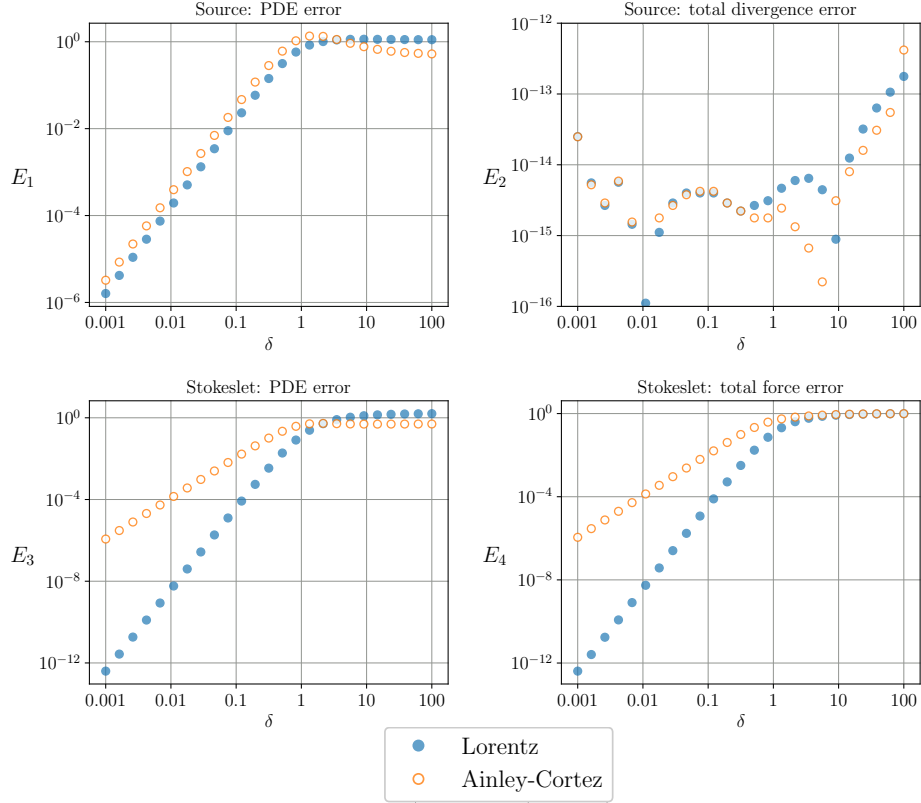 Source: PDE error
10^0
10^-2
10^-4
10^-6
E_1
0.001 0.01 0.1 1 10 100
δ
Source: total divergence error
10^-12
10^-13
10^-14
10^-15
10^-16
E_2
0.001 0.01 0.1 1 10 100
δ
Stokeslet: PDE error
10^0
10^-4
10^-8
10^-12
E_3
0.001 0.01 0.1 1 10 100
δ
Stokeslet: total force error
10^0
10^-4
10^-8
10^-12
E_4
0.001 0.01 0.1 1 10 100
δ
Lorentz
Ainley-Cortez